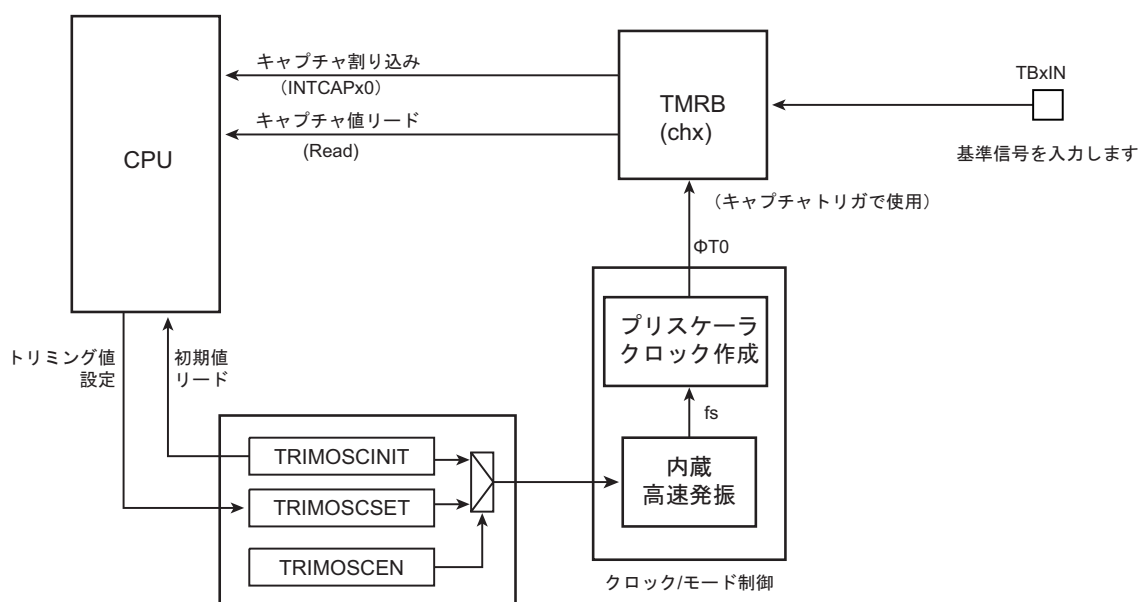 CPU
キャプチャ割り込み
(INTCAPx0)
キャプチャ値リード
(Read)
TMRB
(chx)
TBxIN
基準信号を入力します
（キャプチャトリガで使用）
ΦT0
プリスケーラ
クロック作成
fs
内蔵
高速発振
クロック/モード制御
トリミング値
設定
初期値
リード
TRIMOSCINIT
TRIMOSCSET
TRIMOSCEN